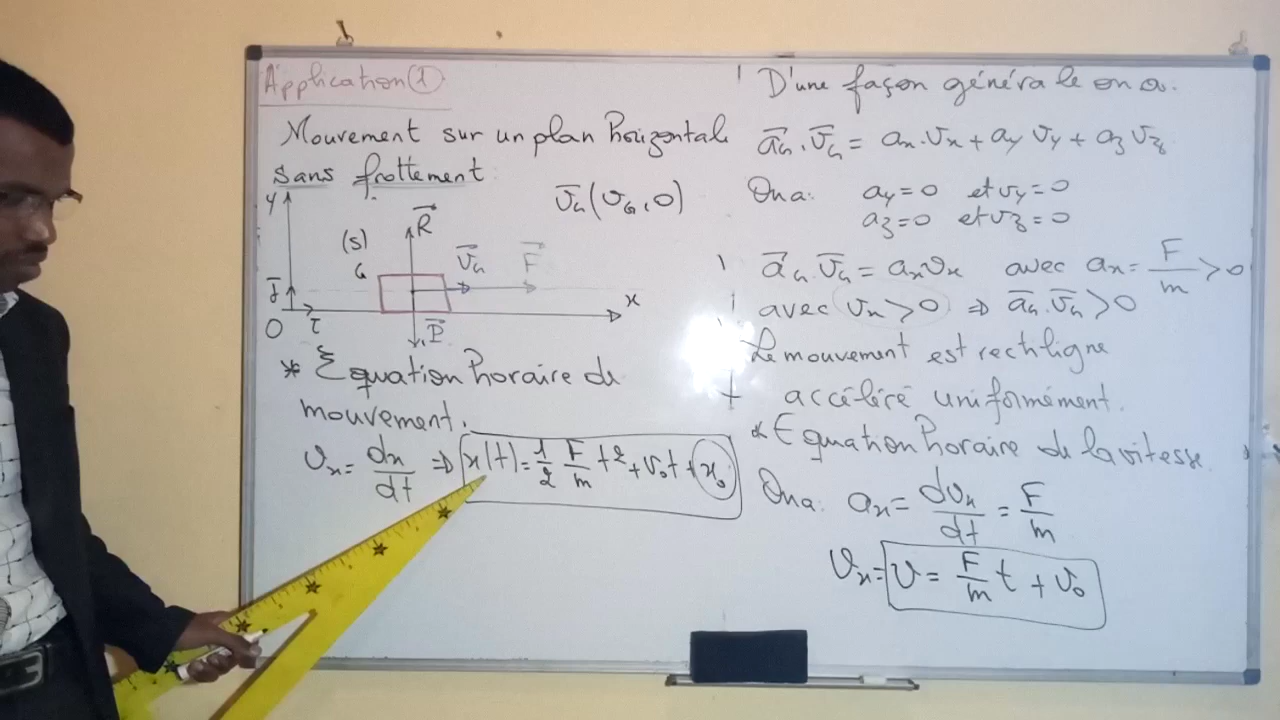 Application (1)
Mouvement sur un plan horizontale
sans frottement:
y
(s)
G
R⃗
v⃗G (vG, 0)
v⃗G
F⃗
j⃗
O
i⃗
x
P⃗
* Equation horaire de
mouvement.
vx = dx/dt ⇒ x(t) = 1/2 F/m t² + v₀t + x₀
D'une façon générale on a:
a⃗G . v⃗G = ax.vx + ay vy + az vz
On a: ay = 0 et vy = 0
az = 0 et vz = 0
a⃗G . v⃗G = ax vx avec ax = F/m > 0
avec vx > 0 ⇒ a⃗G . v⃗G > 0
Le mouvement est rectiligne
accéléré uniformément.
* Equation horaire de la vitesse
On a: ax = dvx/dt = F/m
vx = v = F/m t + v₀